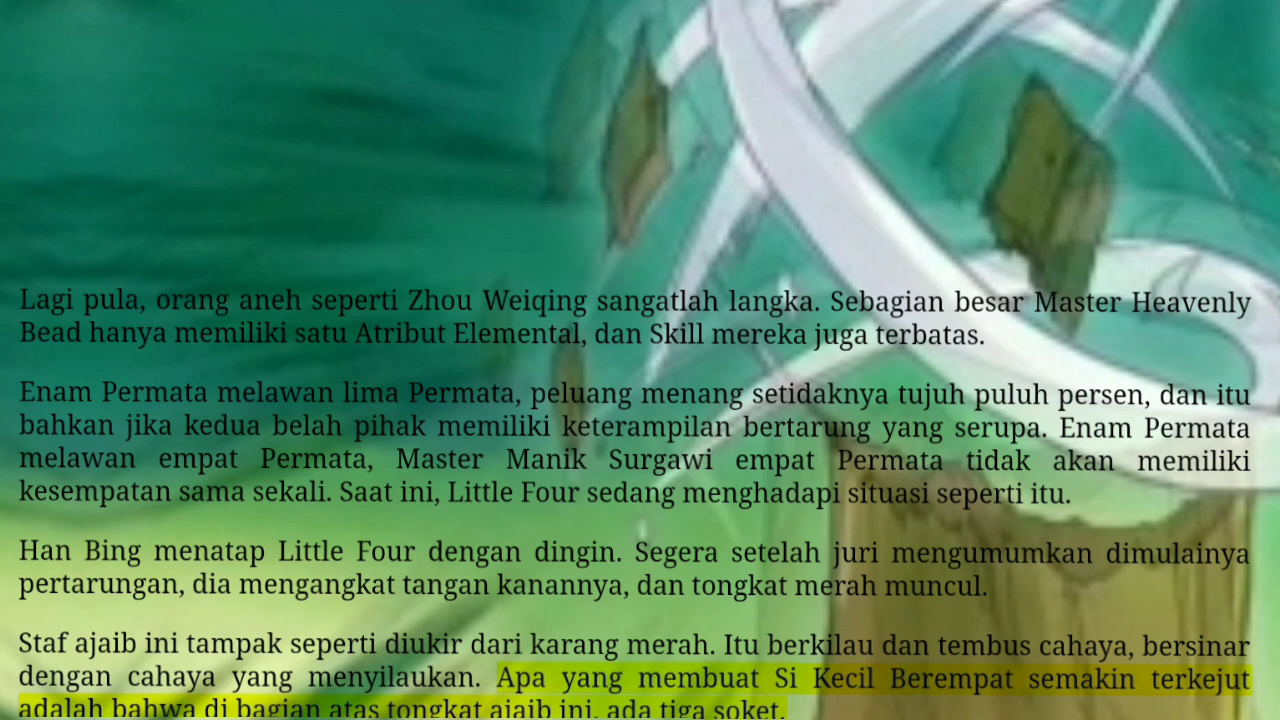 Lagi pula, orang aneh seperti Zhou Weiqing sangatlah langka. Sebagian besar Master Heavenly
Bead hanya memiliki satu Atribut Elemental, dan Skill mereka juga terbatas.
Enam Permata melawan lima Permata, peluang menang setidaknya tujuh puluh persen, dan itu
bahkan jika kedua belah pihak memiliki keterampilan bertarung yang serupa. Enam Permata
melawan empat Permata, Master Manik Surgawi empat Permata tidak akan memiliki
kesempatan sama sekali. Saat ini, Little Four sedang menghadapi situasi seperti itu.
Han Bing menatap Little Four dengan dingin. Segera setelah juri mengumumkan dimulainya
pertarungan, dia mengangkat tangan kanannya, dan tongkat merah muncul.
Staf ajaib ini tampak seperti diukir dari karang merah. Itu berkilau dan tembus cahaya, bersinar
dengan cahaya yang menyilaukan. Apa yang membuat Si Kecil Berempat semakin terkejut
adalah bahwa di bagian atas tongkat ajaib ini, ada tiga soket.